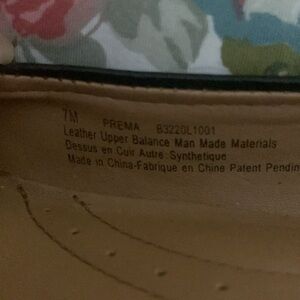 7M PREMA B3220L1001
Leather Upper Balance Man Made Materials
Dessus en Cuir Autre Synthetique
Made in China-Fabrique en Chine Patent Pendin